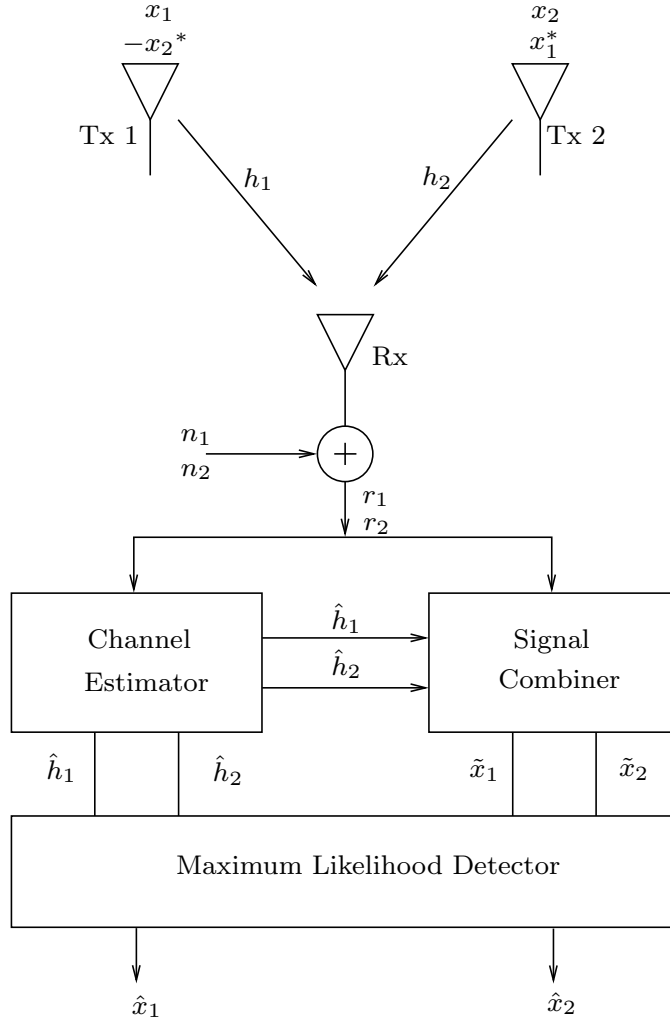 x₁ x₂
−x₂* x₁*
Tx 1 Tx 2
h₁ h₂
Rx
n₁
+
n₂
r₁
r₂
ĥ₁
Channel Signal
ĥ₂
Estimator Combiner
ĥ₁ ĥ₂ x̃₁ x̃₂
Maximum Likelihood Detector
x̂₁ x̂₂